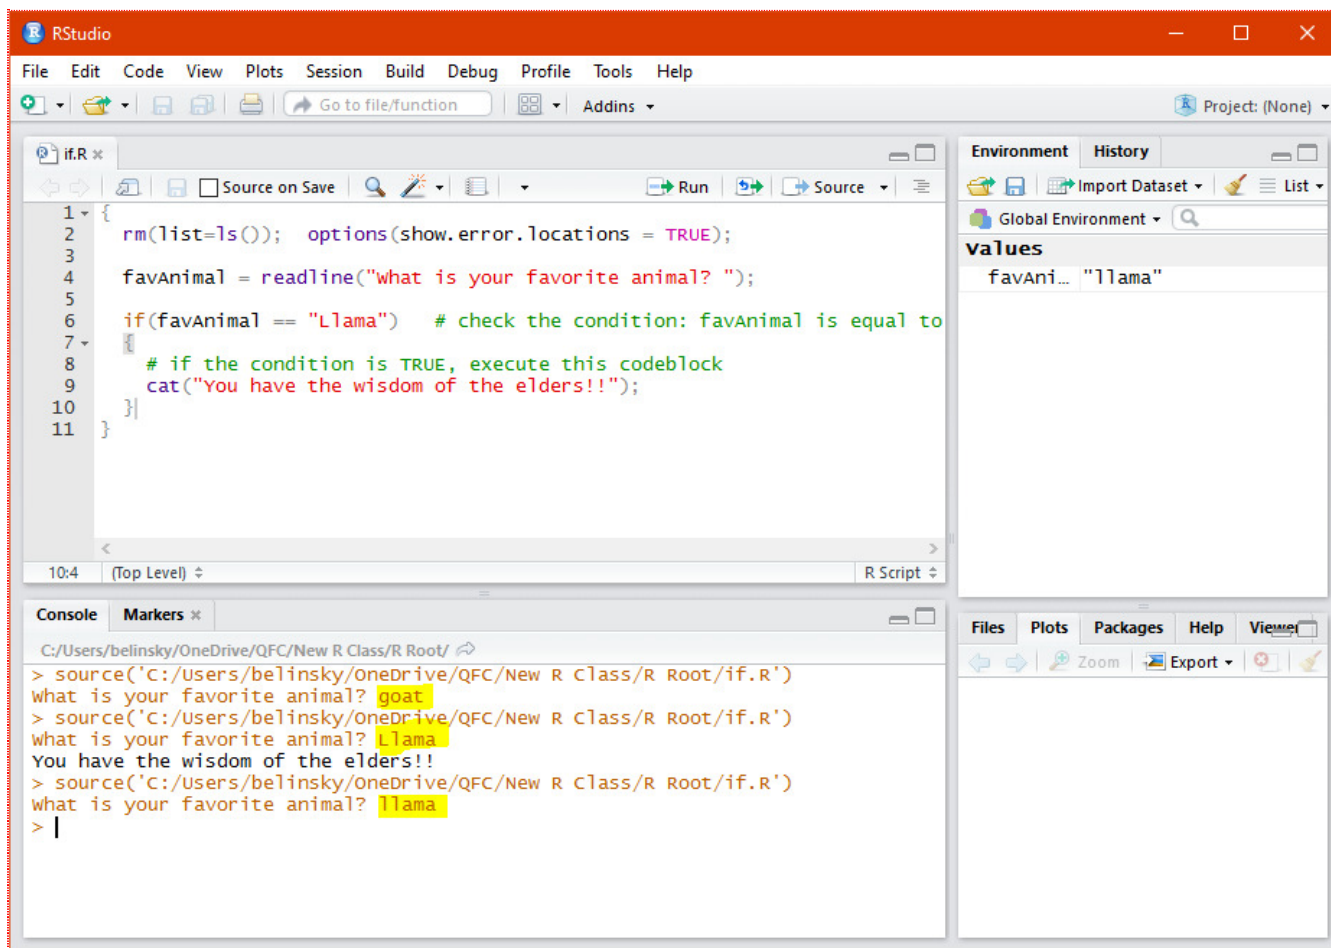 RStudio
File Edit Code View Plots Session Build Debug Profile Tools Help
Go to file/function Addins Project: (None)
if.R
Source on Save Run Source
1 {
2 rm(list=ls()); options(show.error.locations = TRUE);
3
4 favAnimal = readline("What is your favorite animal? ");
5
6 if(favAnimal == "Llama") # check the condition: favAnimal is equal to
7 {
8 # if the condition is TRUE, execute this codeblock
9 cat("You have the wisdom of the elders!!");
10 }
11 }
10:4 (Top Level) R Script
Console Markers
C:/Users/belinsky/OneDrive/QFC/New R Class/R Root/
> source('C:/Users/belinsky/OneDrive/QFC/New R Class/R Root/if.R')
What is your favorite animal? goat
> source('C:/Users/belinsky/OneDrive/QFC/New R Class/R Root/if.R')
What is your favorite animal? Llama
You have the wisdom of the elders!!
> source('C:/Users/belinsky/OneDrive/QFC/New R Class/R Root/if.R')
What is your favorite animal? llama
>
Environment History
Import Dataset List
Global Environment
Values
favAni… "llama"
Files Plots Packages Help Viewer
Zoom Export